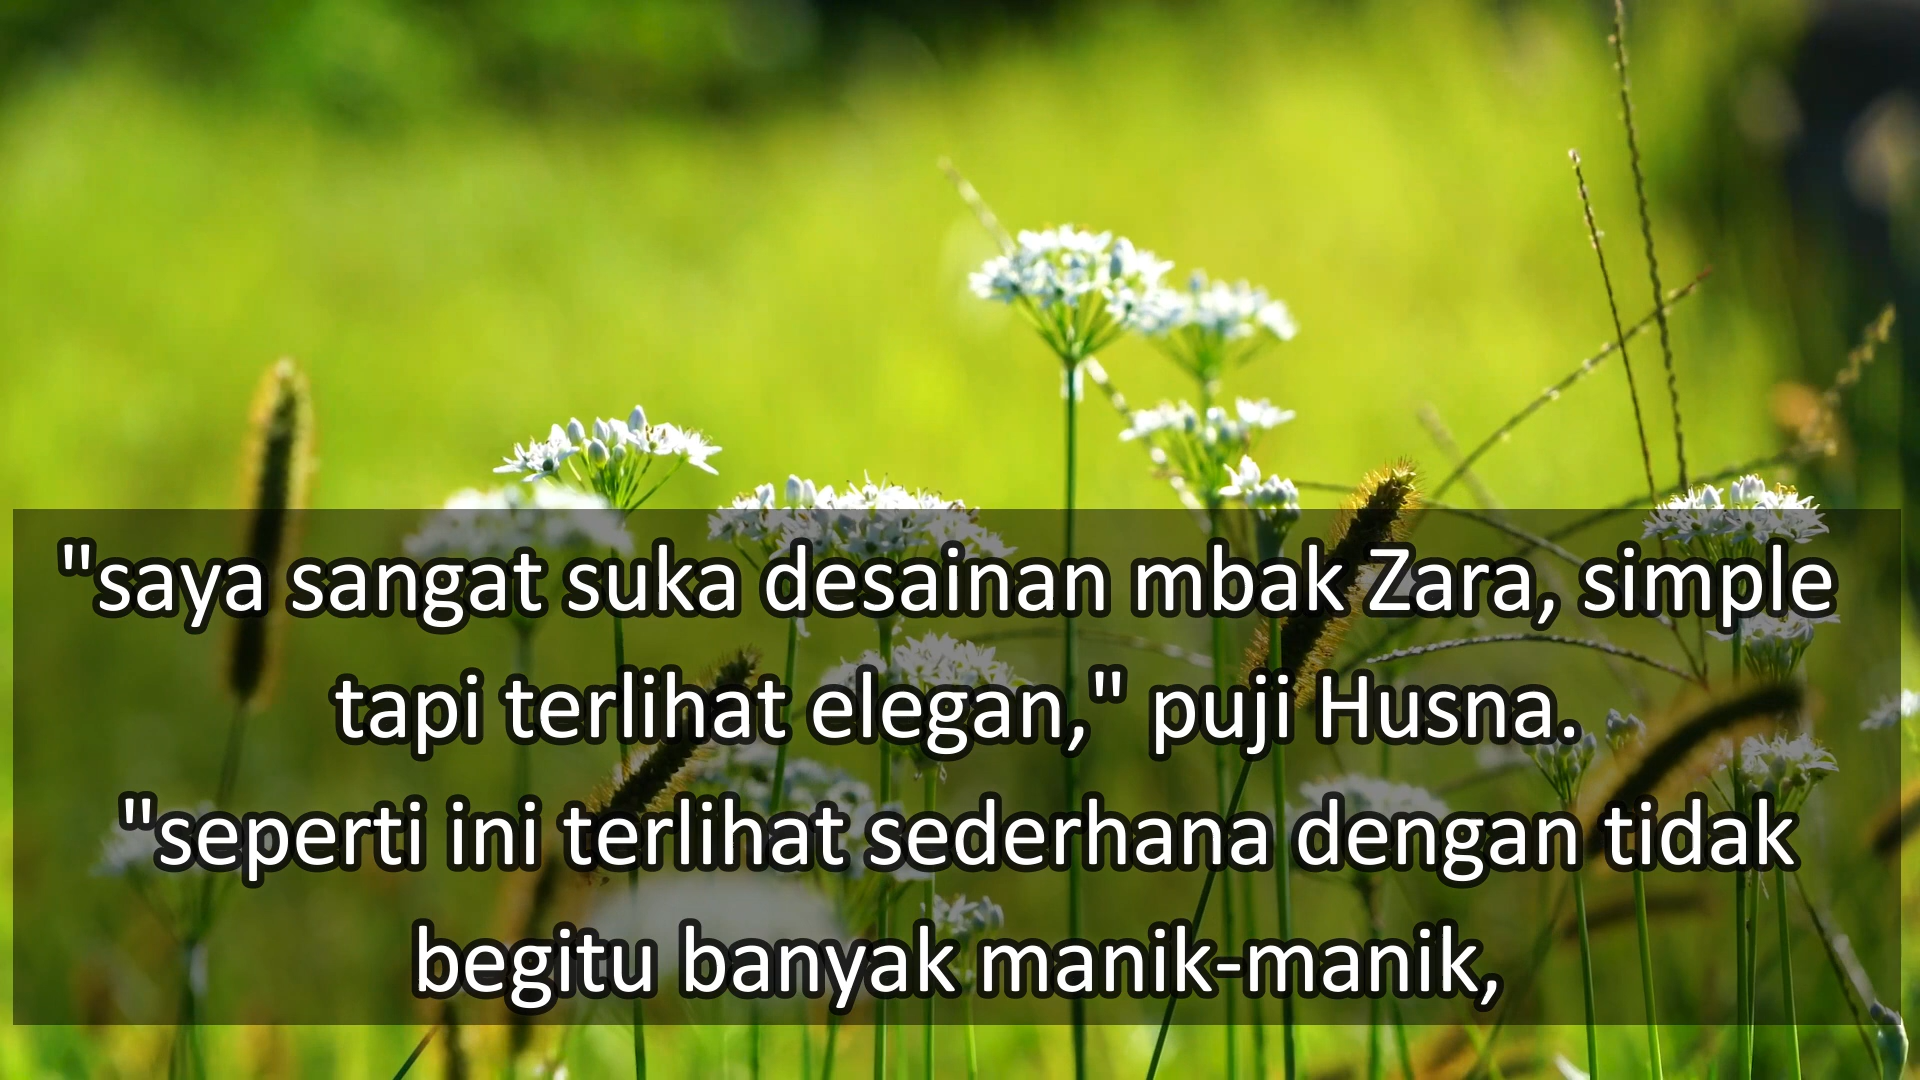 "saya sangat suka desainan mbak Zara, simple
tapi terlihat elegan," puji Husna.
"seperti ini terlihat sederhana dengan tidak
begitu banyak manik-manik,